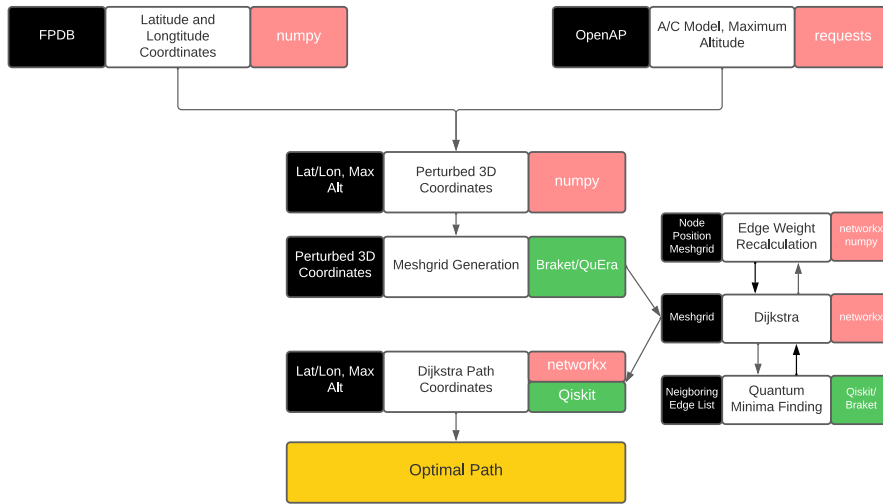 FPDB
Latitude and
Longtitude
Coordtinates
numpy
OpenAP
A/C Model, Maximum
Altitude
requests
Lat/Lon, Max
Alt
Perturbed 3D
Coordinates
numpy
Perturbed 3D
Coordinates
Meshgrid Generation
Braket/QuEra
Node
Position
Meshgrid
Edge Weight
Recalculation
networkx
numpy
Meshgrid
Dijkstra
networkx
Lat/Lon, Max
Alt
Dijkstra Path
Coordinates
networkx
Qiskit
Neigboring
Edge List
Quantum
Minima Finding
Qiskit/
Braket
Optimal Path